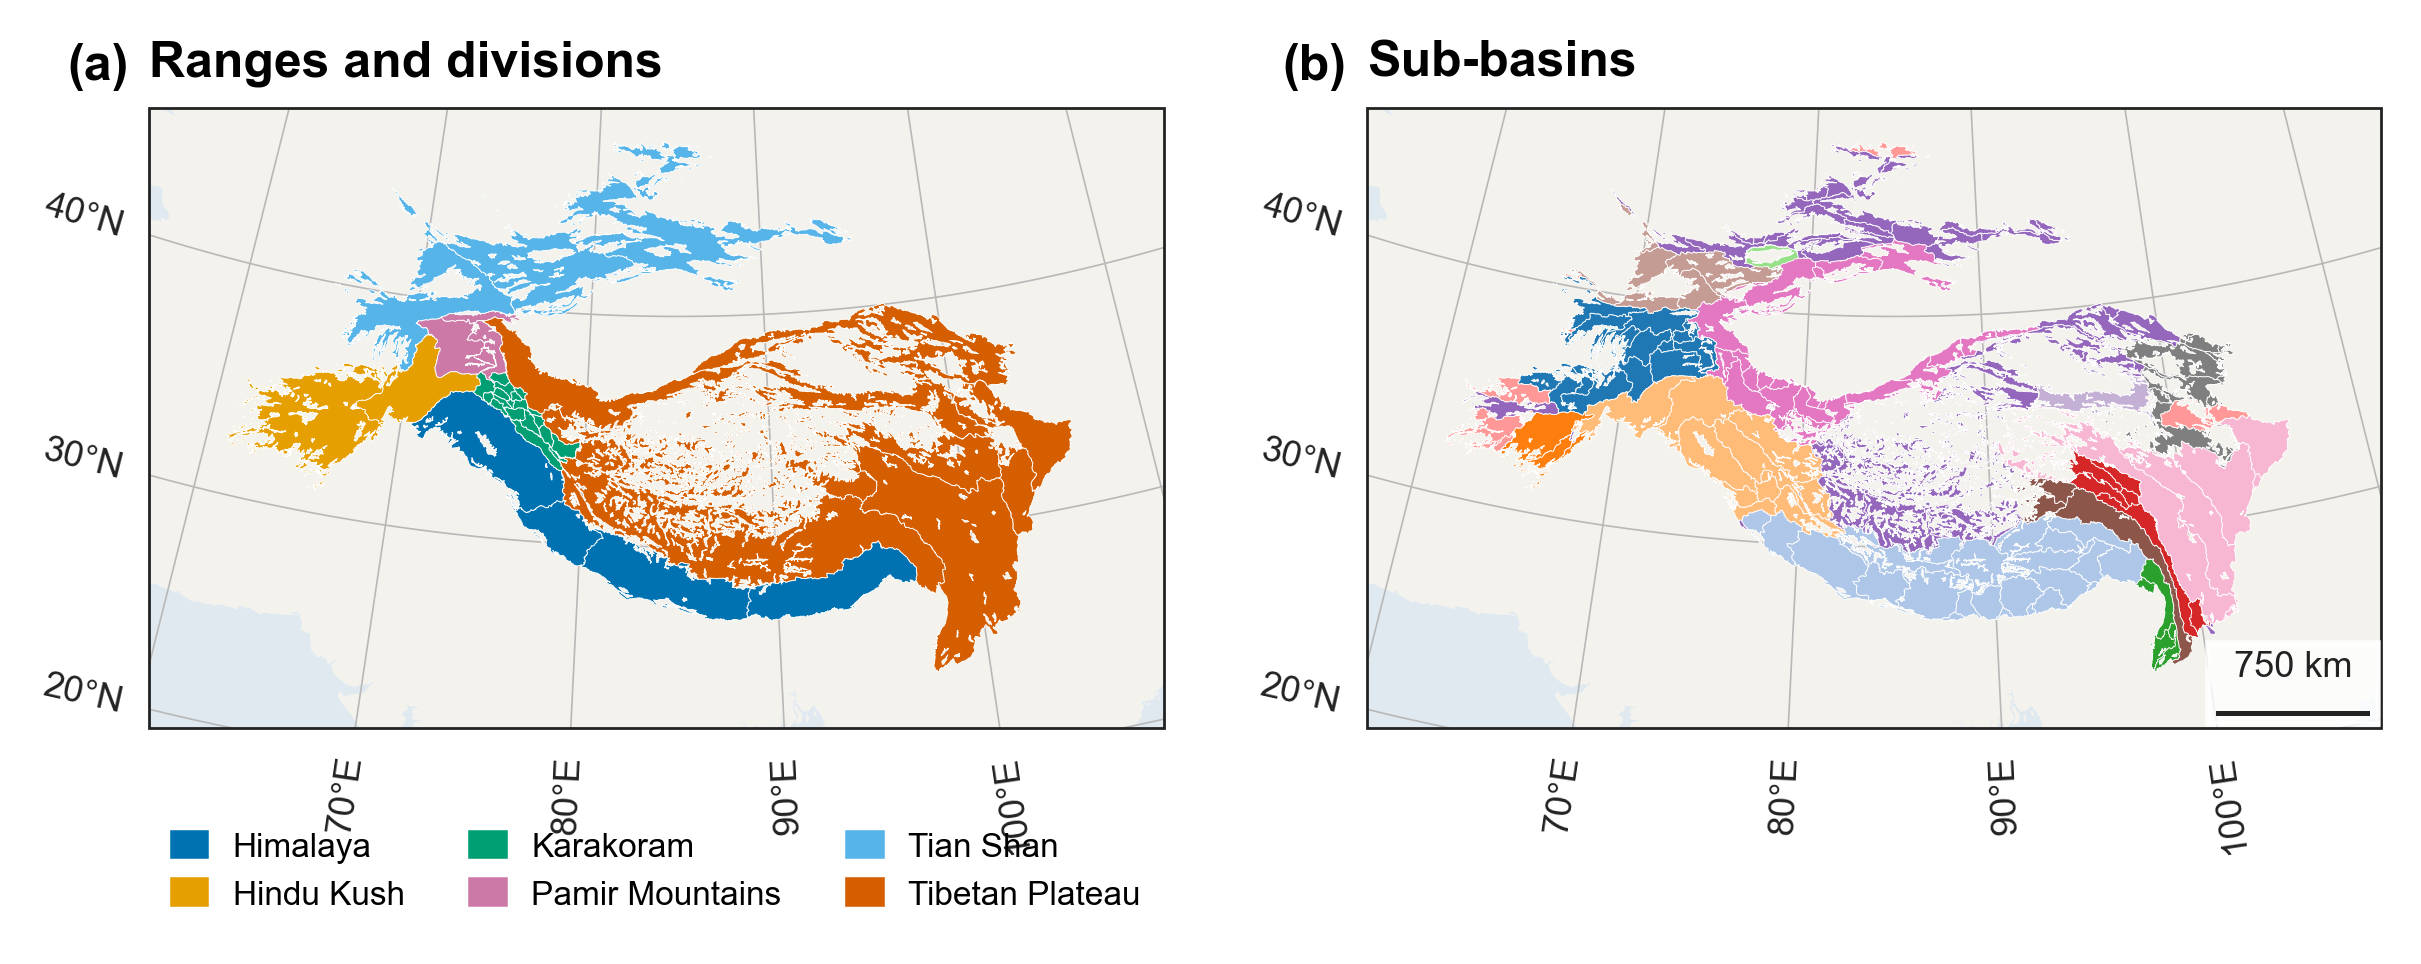 (a) Ranges and divisions
(b) Sub-basins
40°N
30°N
20°N
70°E
80°E
90°E
100°E
40°N
30°N
20°N
750 km
70°E
80°E
90°E
100°E
Himalaya
Karakoram
Tian Shan
Hindu Kush
Pamir Mountains
Tibetan Plateau